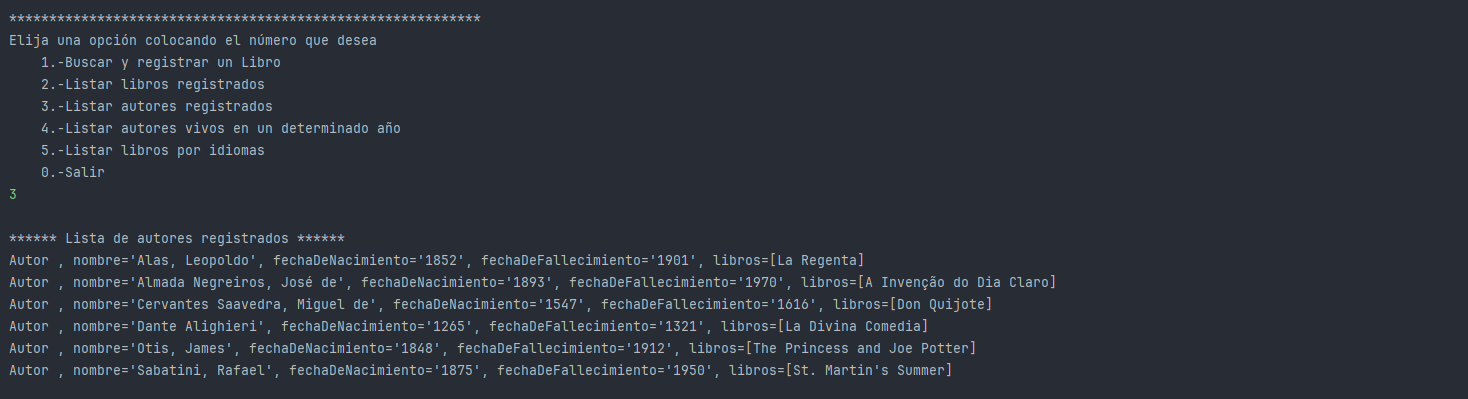 ***********************************************************
Elija una opción colocando el número que desea
    1.-Buscar y registrar un Libro
    2.-Listar libros registrados
    3.-Listar autores registrados
    4.-Listar autores vivos en un determinado año
    5.-Listar libros por idiomas
    0.-Salir
3
****** Lista de autores registrados ******
Autor , nombre='Alas, Leopoldo', fechaDeNacimiento='1852', fechaDeFallecimiento='1901', libros=[La Regenta]
Autor , nombre='Almada Negreiros, José de', fechaDeNacimiento='1893', fechaDeFallecimiento='1970', libros=[A Invenção do Dia Claro]
Autor , nombre='Cervantes Saavedra, Miguel de', fechaDeNacimiento='1547', fechaDeFallecimiento='1616', libros=[Don Quijote]
Autor , nombre='Dante Alighieri', fechaDeNacimiento='1265', fechaDeFallecimiento='1321', libros=[La Divina Comedia]
Autor , nombre='Otis, James', fechaDeNacimiento='1848', fechaDeFallecimiento='1912', libros=[The Princess and Joe Potter]
Autor , nombre='Sabatini, Rafael', fechaDeNacimiento='1875', fechaDeFallecimiento='1950', libros=[St. Martin's Summer]